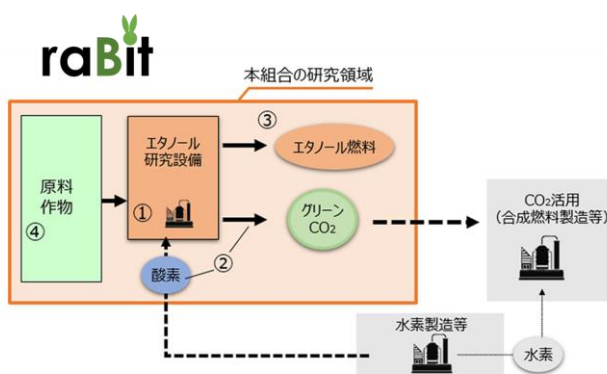 raBit
本組合の研究領域
③
エタノール
研究設備
エタノール燃料
原料
作物
①
④
グリーン
CO₂
CO₂活用
(合成燃料製造等)
②
酸素
水素製造等
水素